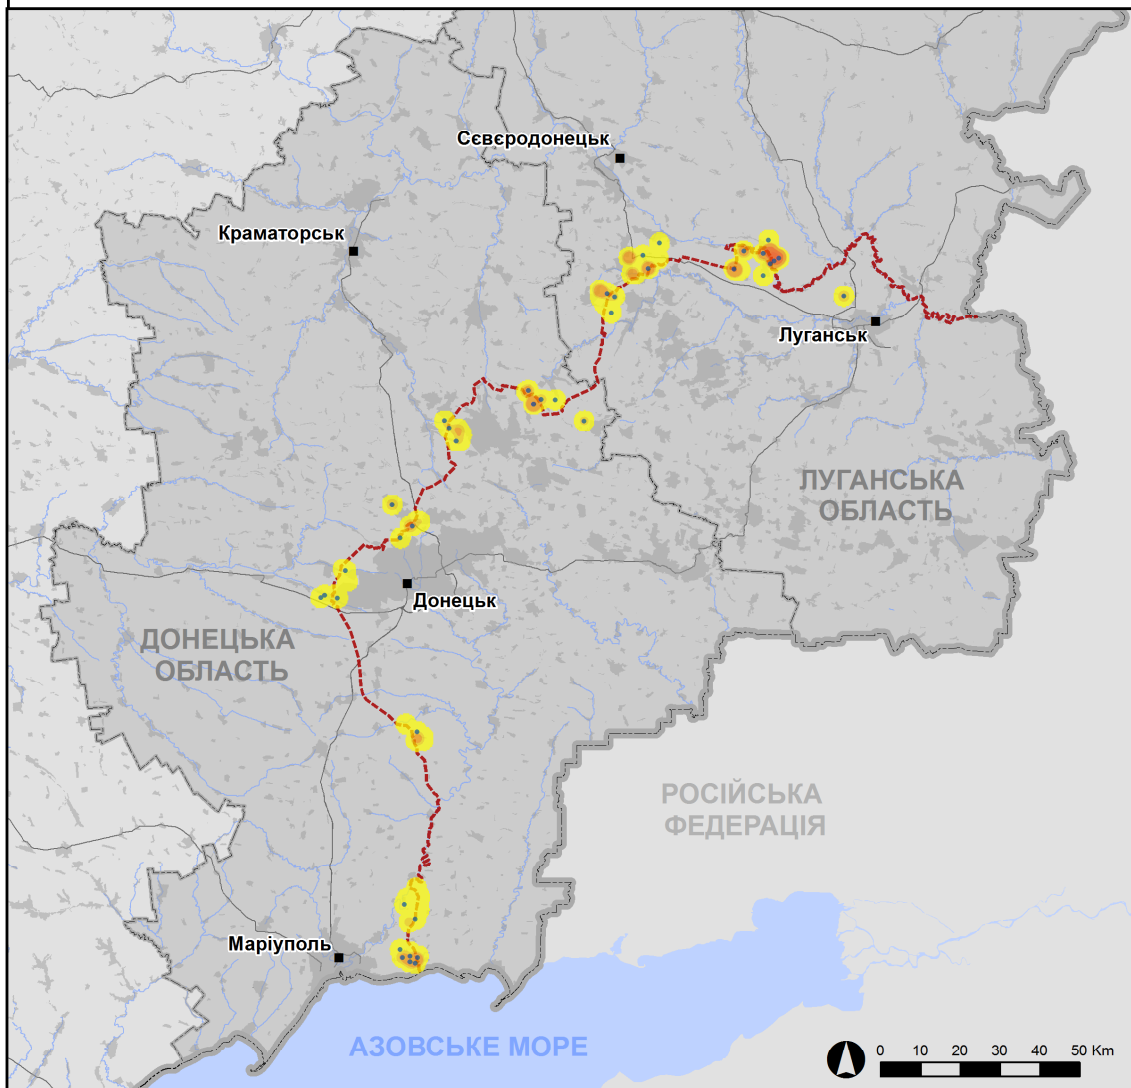 Сєвєродонецьк
Краматорськ
Луганськ
ЛУГАНСЬКА
ОБЛАСТЬ
Донецьк
ДОНЕЦЬКА
ОБЛАСТЬ
РОСІЙСЬКА
ФЕДЕРАЦІЯ
Маріуполь
АЗОВСЬКЕ МОРЕ
0 10 20 30 40 50 Km